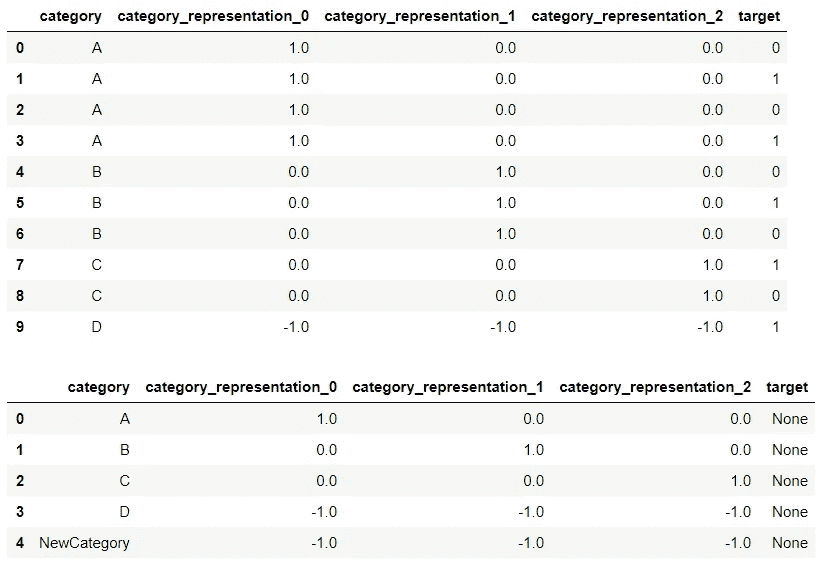 category category_representation_0 category_representation_1 category_representation_2 target
0 A 1.0 0.0 0.0 0
1 A 1.0 0.0 0.0 1
2 A 1.0 0.0 0.0 0
3 A 1.0 0.0 0.0 1
4 B 0.0 1.0 0.0 0
5 B 0.0 1.0 0.0 1
6 B 0.0 1.0 0.0 0
7 C 0.0 0.0 1.0 1
8 C 0.0 0.0 1.0 0
9 D -1.0 -1.0 -1.0 1
category category_representation_0 category_representation_1 category_representation_2 target
0 A 1.0 0.0 0.0 None
1 B 0.0 1.0 0.0 None
2 C 0.0 0.0 1.0 None
3 D -1.0 -1.0 -1.0 None
4 NewCategory -1.0 -1.0 -1.0 None